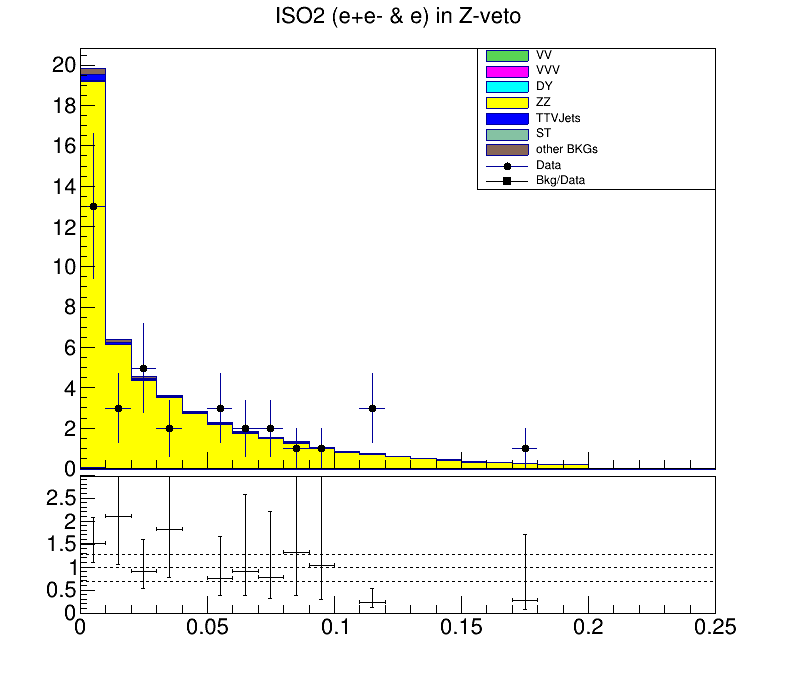 ISO2 (e+e- & e) in Z-veto
20
18
16
14
12
10
8
6
4
2
0
VV
VVV
DY
ZZ
TTVJets
ST
other BKGs
Data
Bkg/Data
2.5
2
1.5
1
0.5
0
0 0.05 0.1 0.15 0.2 0.25